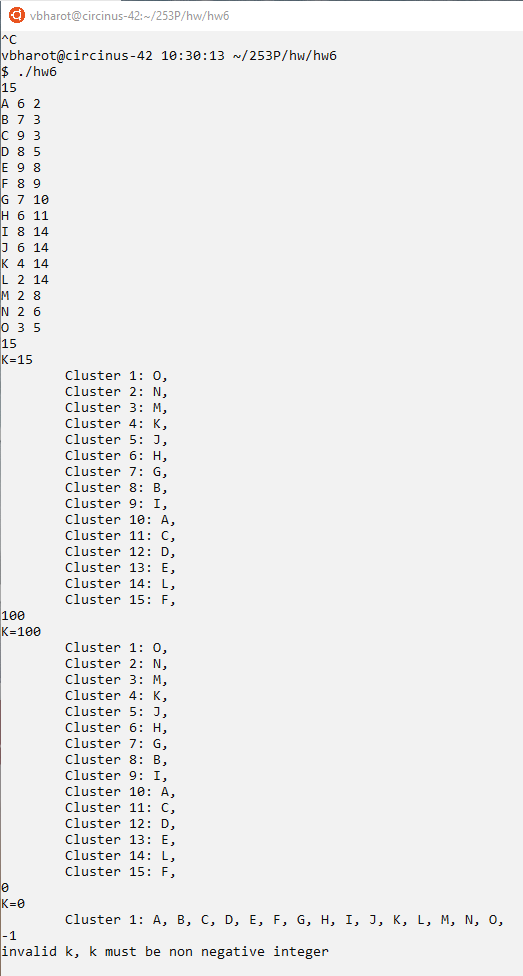 vbharot@circinus-42:~/253P/hw/hw6
^C
vbharot@circinus-42 10:30:13 ~/253P/hw/hw6
$ ./hw6
15
A 6 2
B 7 3
C 9 3
D 8 5
E 9 8
F 8 9
G 7 10
H 6 11
I 8 14
J 6 14
K 4 14
L 2 14
M 2 8
N 2 6
O 3 5
15
K=15
Cluster 1: O,
Cluster 2: N,
Cluster 3: M,
Cluster 4: K,
Cluster 5: J,
Cluster 6: H,
Cluster 7: G,
Cluster 8: B,
Cluster 9: I,
Cluster 10: A,
Cluster 11: C,
Cluster 12: D,
Cluster 13: E,
Cluster 14: L,
Cluster 15: F,
100
K=100
Cluster 1: O,
Cluster 2: N,
Cluster 3: M,
Cluster 4: K,
Cluster 5: J,
Cluster 6: H,
Cluster 7: G,
Cluster 8: B,
Cluster 9: I,
Cluster 10: A,
Cluster 11: C,
Cluster 12: D,
Cluster 13: E,
Cluster 14: L,
Cluster 15: F,
0
K=0
Cluster 1: A, B, C, D, E, F, G, H, I, J, K, L, M, N, O,
-1
invalid k, k must be non negative integer